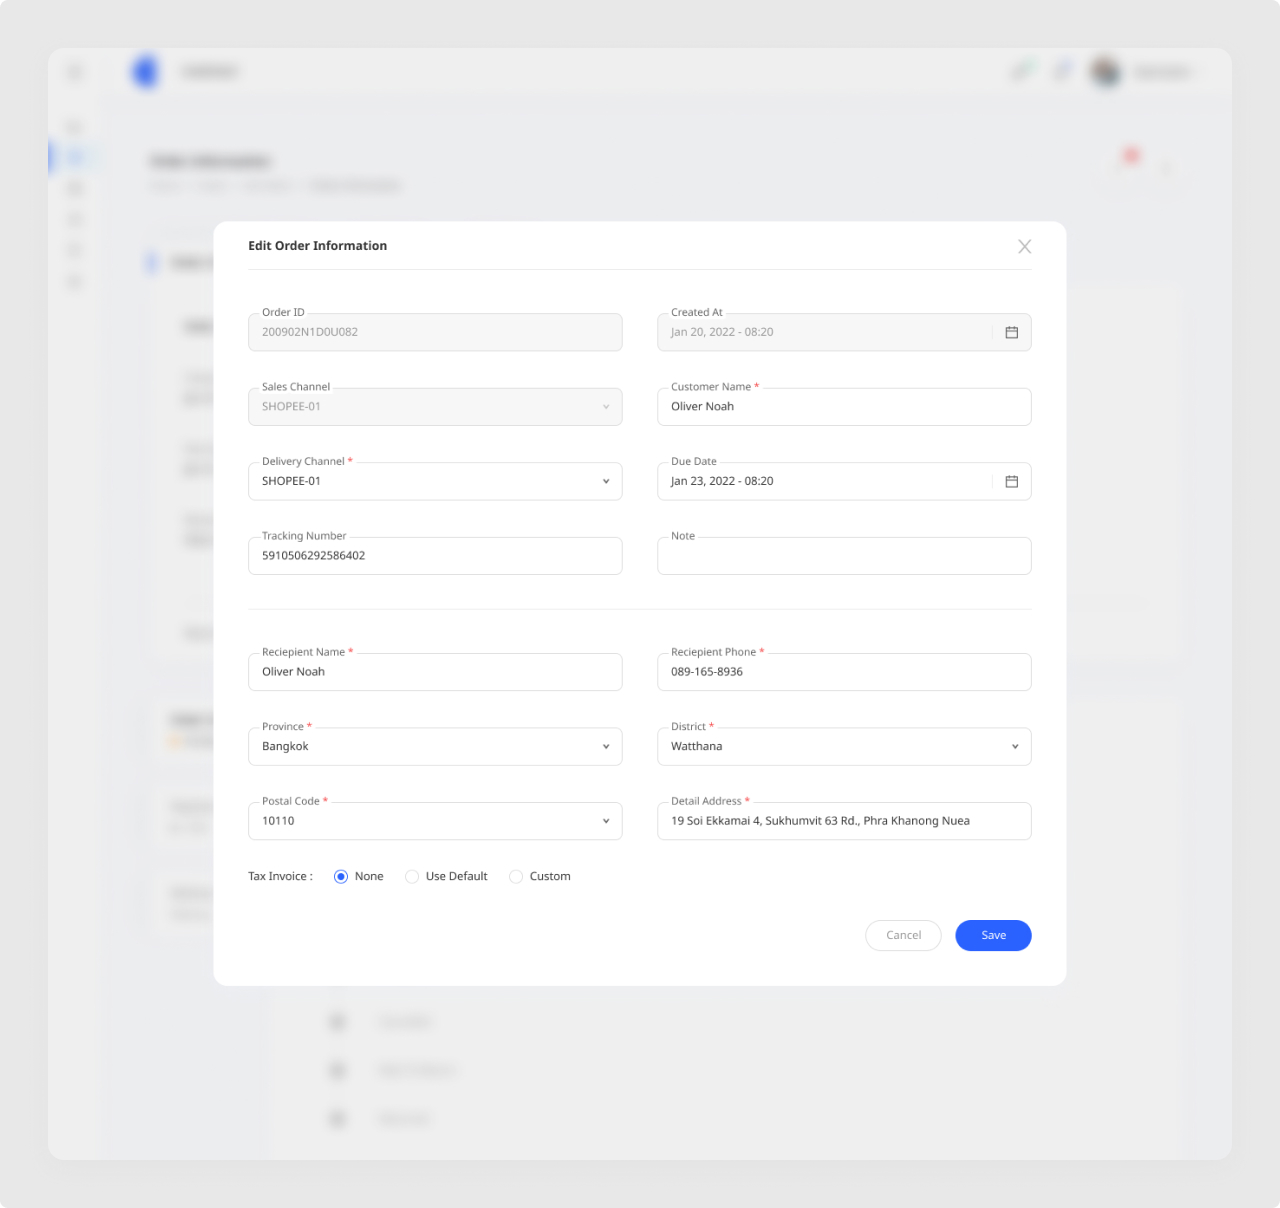 Order Information
Edit Order Information
Order ID
200902N1D0U082
Created At
Jan 20, 2022 - 08:20
Sales Channel
SHOPEE-01
Customer Name *
Oliver Noah
Delivery Channel *
SHOPEE-01
Due Date
Jan 23, 2022 - 08:20
Tracking Number
5910506292586402
Note
Reciepient Name *
Oliver Noah
Reciepient Phone *
089-165-8936
Province *
Bangkok
District *
Watthana
Postal Code *
10110
Detail Address *
19 Soi Ekkamai 4, Sukhumvit 63 Rd., Phra Khanong Nuea
Tax Invoice :
None
Use Default
Custom
Cancel
Save